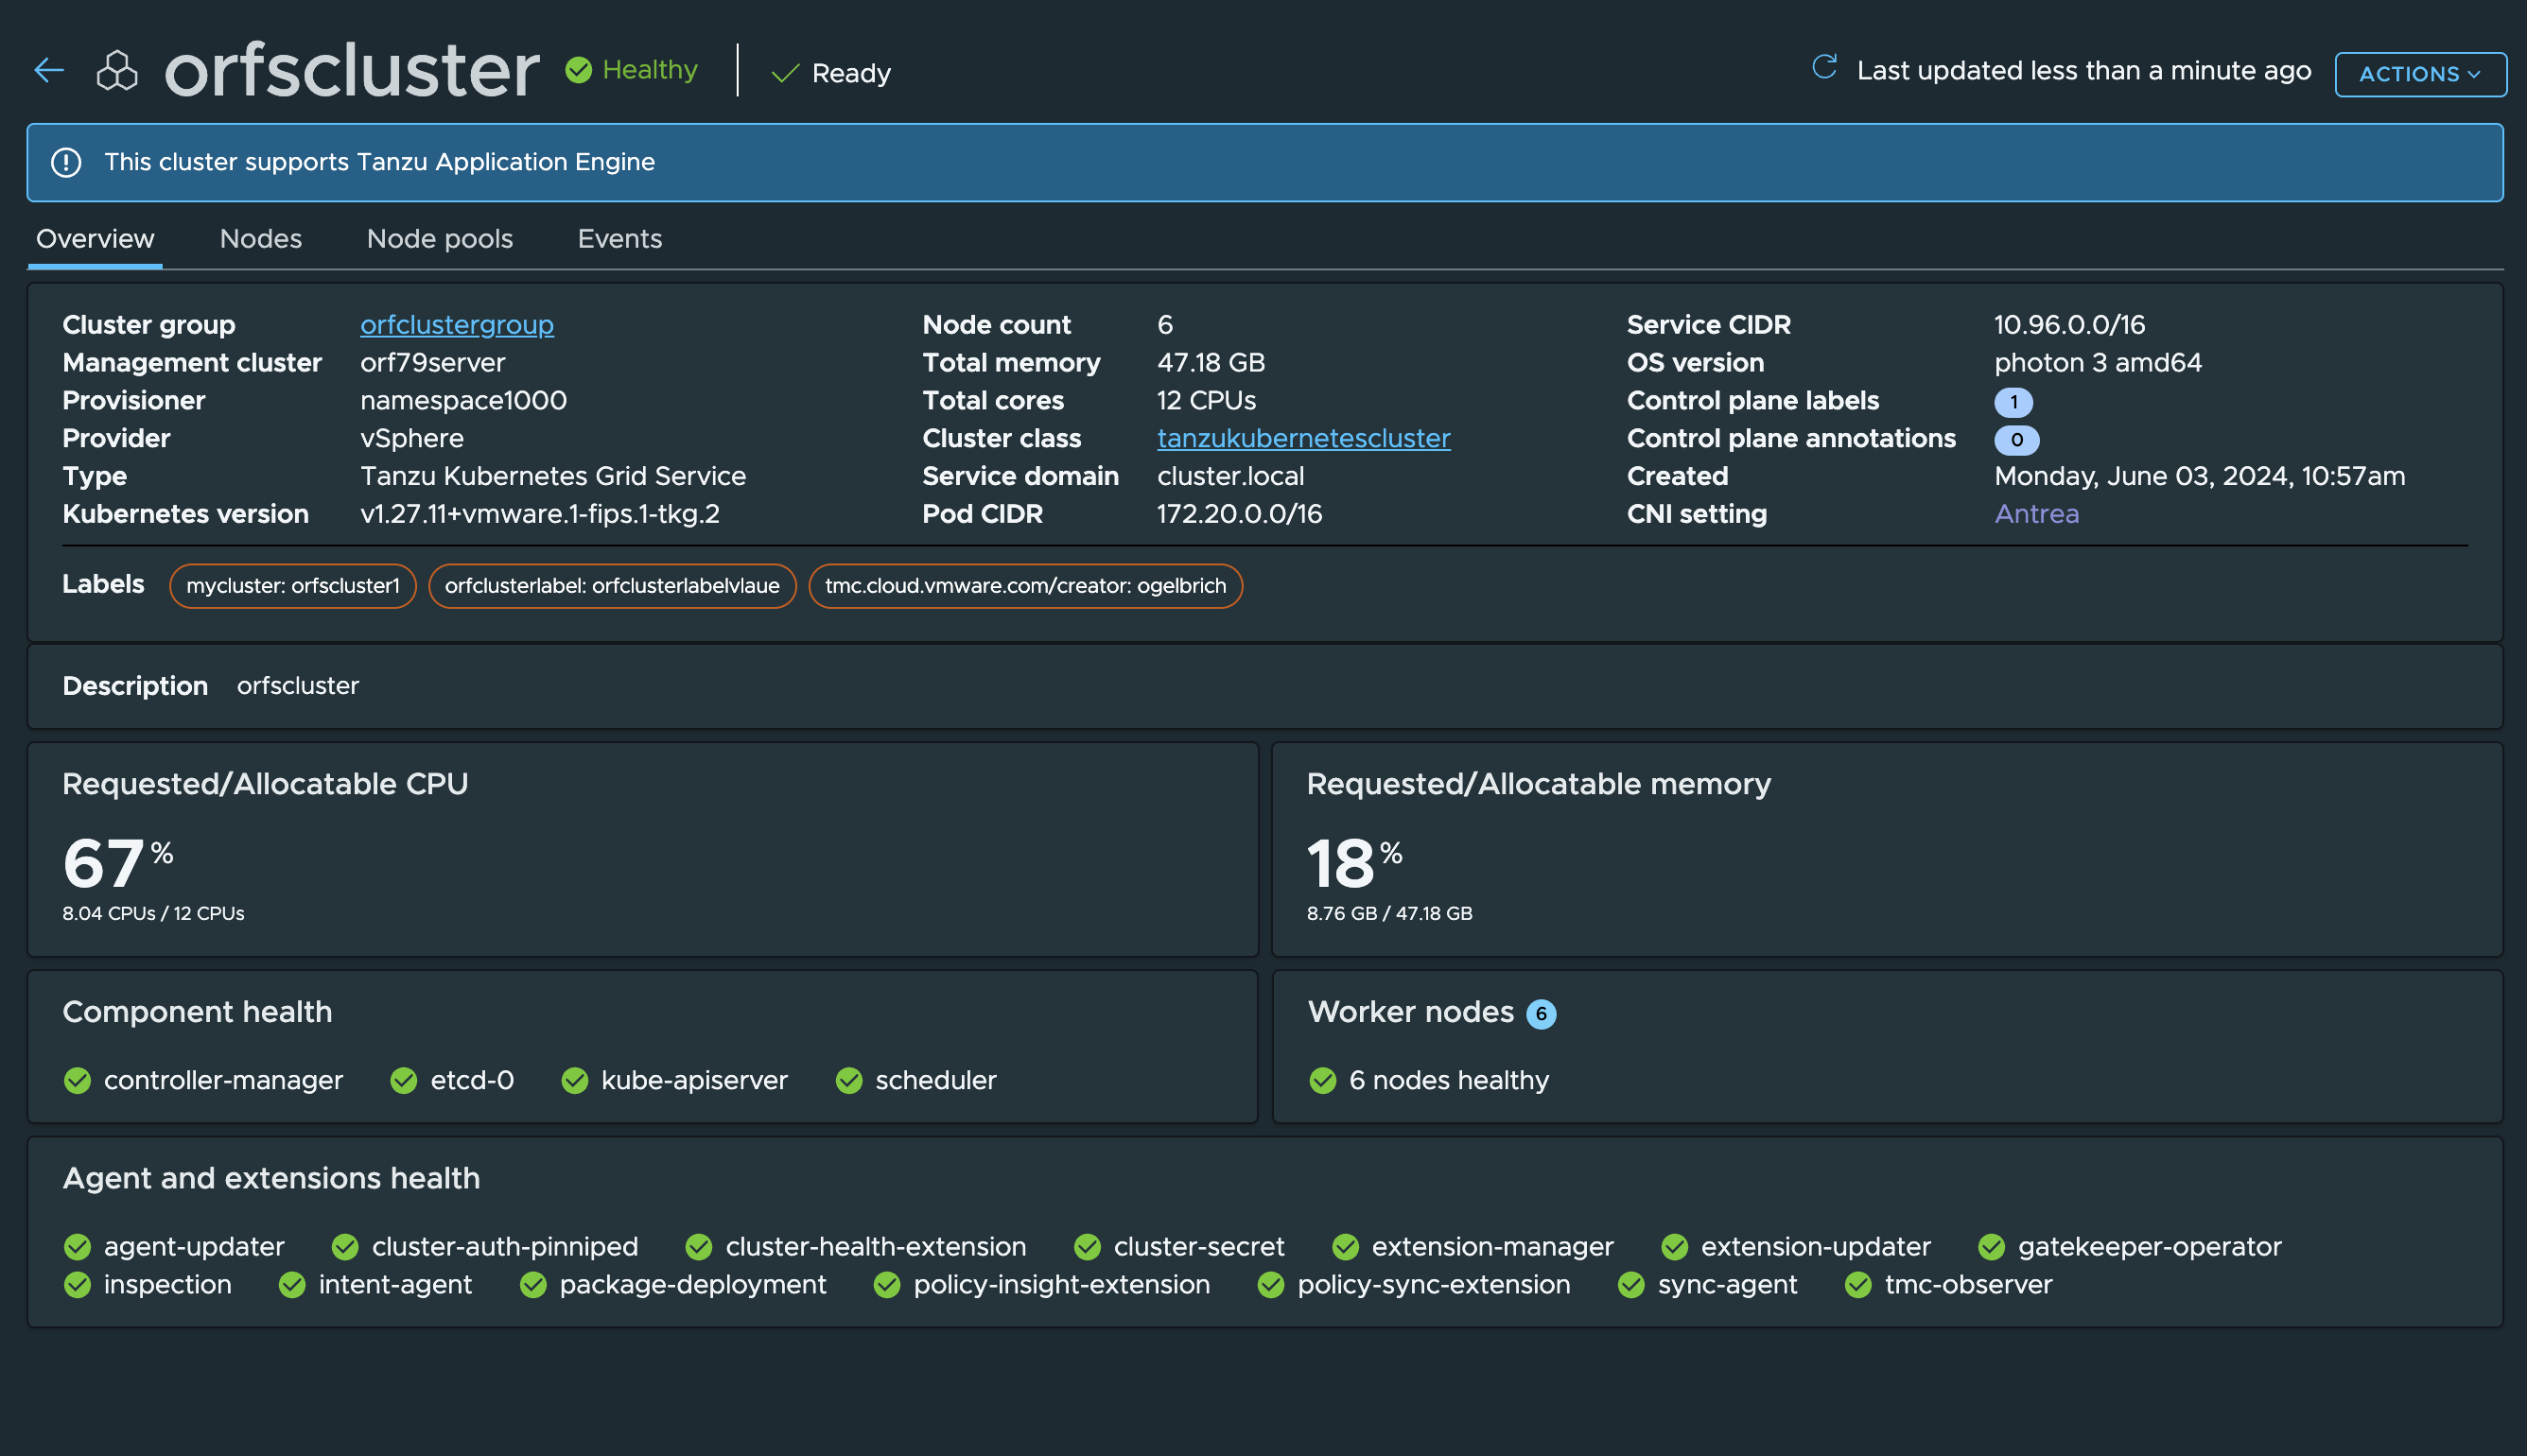 orfscluster Healthy Ready Last updated less than a minute ago ACTIONS
This cluster supports Tanzu Application Engine
Overview Nodes Node pools Events
Cluster group orfclustergroup Node count 6 Service CIDR 10.96.0.0/16
Management cluster orf79server Total memory 47.18 GB OS version photon 3 amd64
Provisioner namespace1000 Total cores 12 CPUs Control plane labels 1
Provider vSphere Cluster class tanzukubernetescluster Control plane annotations 0
Type Tanzu Kubernetes Grid Service Service domain cluster.local Created Monday, June 03, 2024, 10:57am
Kubernetes version v1.27.11+vmware.1-fips.1-tkg.2 Pod CIDR 172.20.0.0/16 CNI setting Antrea
Labels mycluster: orfscluster1 orfclusterlabel: orfclusterlabelvlaue tmc.cloud.vmware.com/creator: ogelbrich
Description orfscluster
Requested/Allocatable CPU Requested/Allocatable memory
67% 18%
8.04 CPUs / 12 CPUs 8.76 GB / 47.18 GB
Component health Worker nodes 6
controller-manager etcd-0 kube-apiserver scheduler 6 nodes healthy
Agent and extensions health
agent-updater cluster-auth-pinniped cluster-health-extension cluster-secret extension-manager extension-updater gatekeeper-operator
inspection intent-agent package-deployment policy-insight-extension policy-sync-extension sync-agent tmc-observer